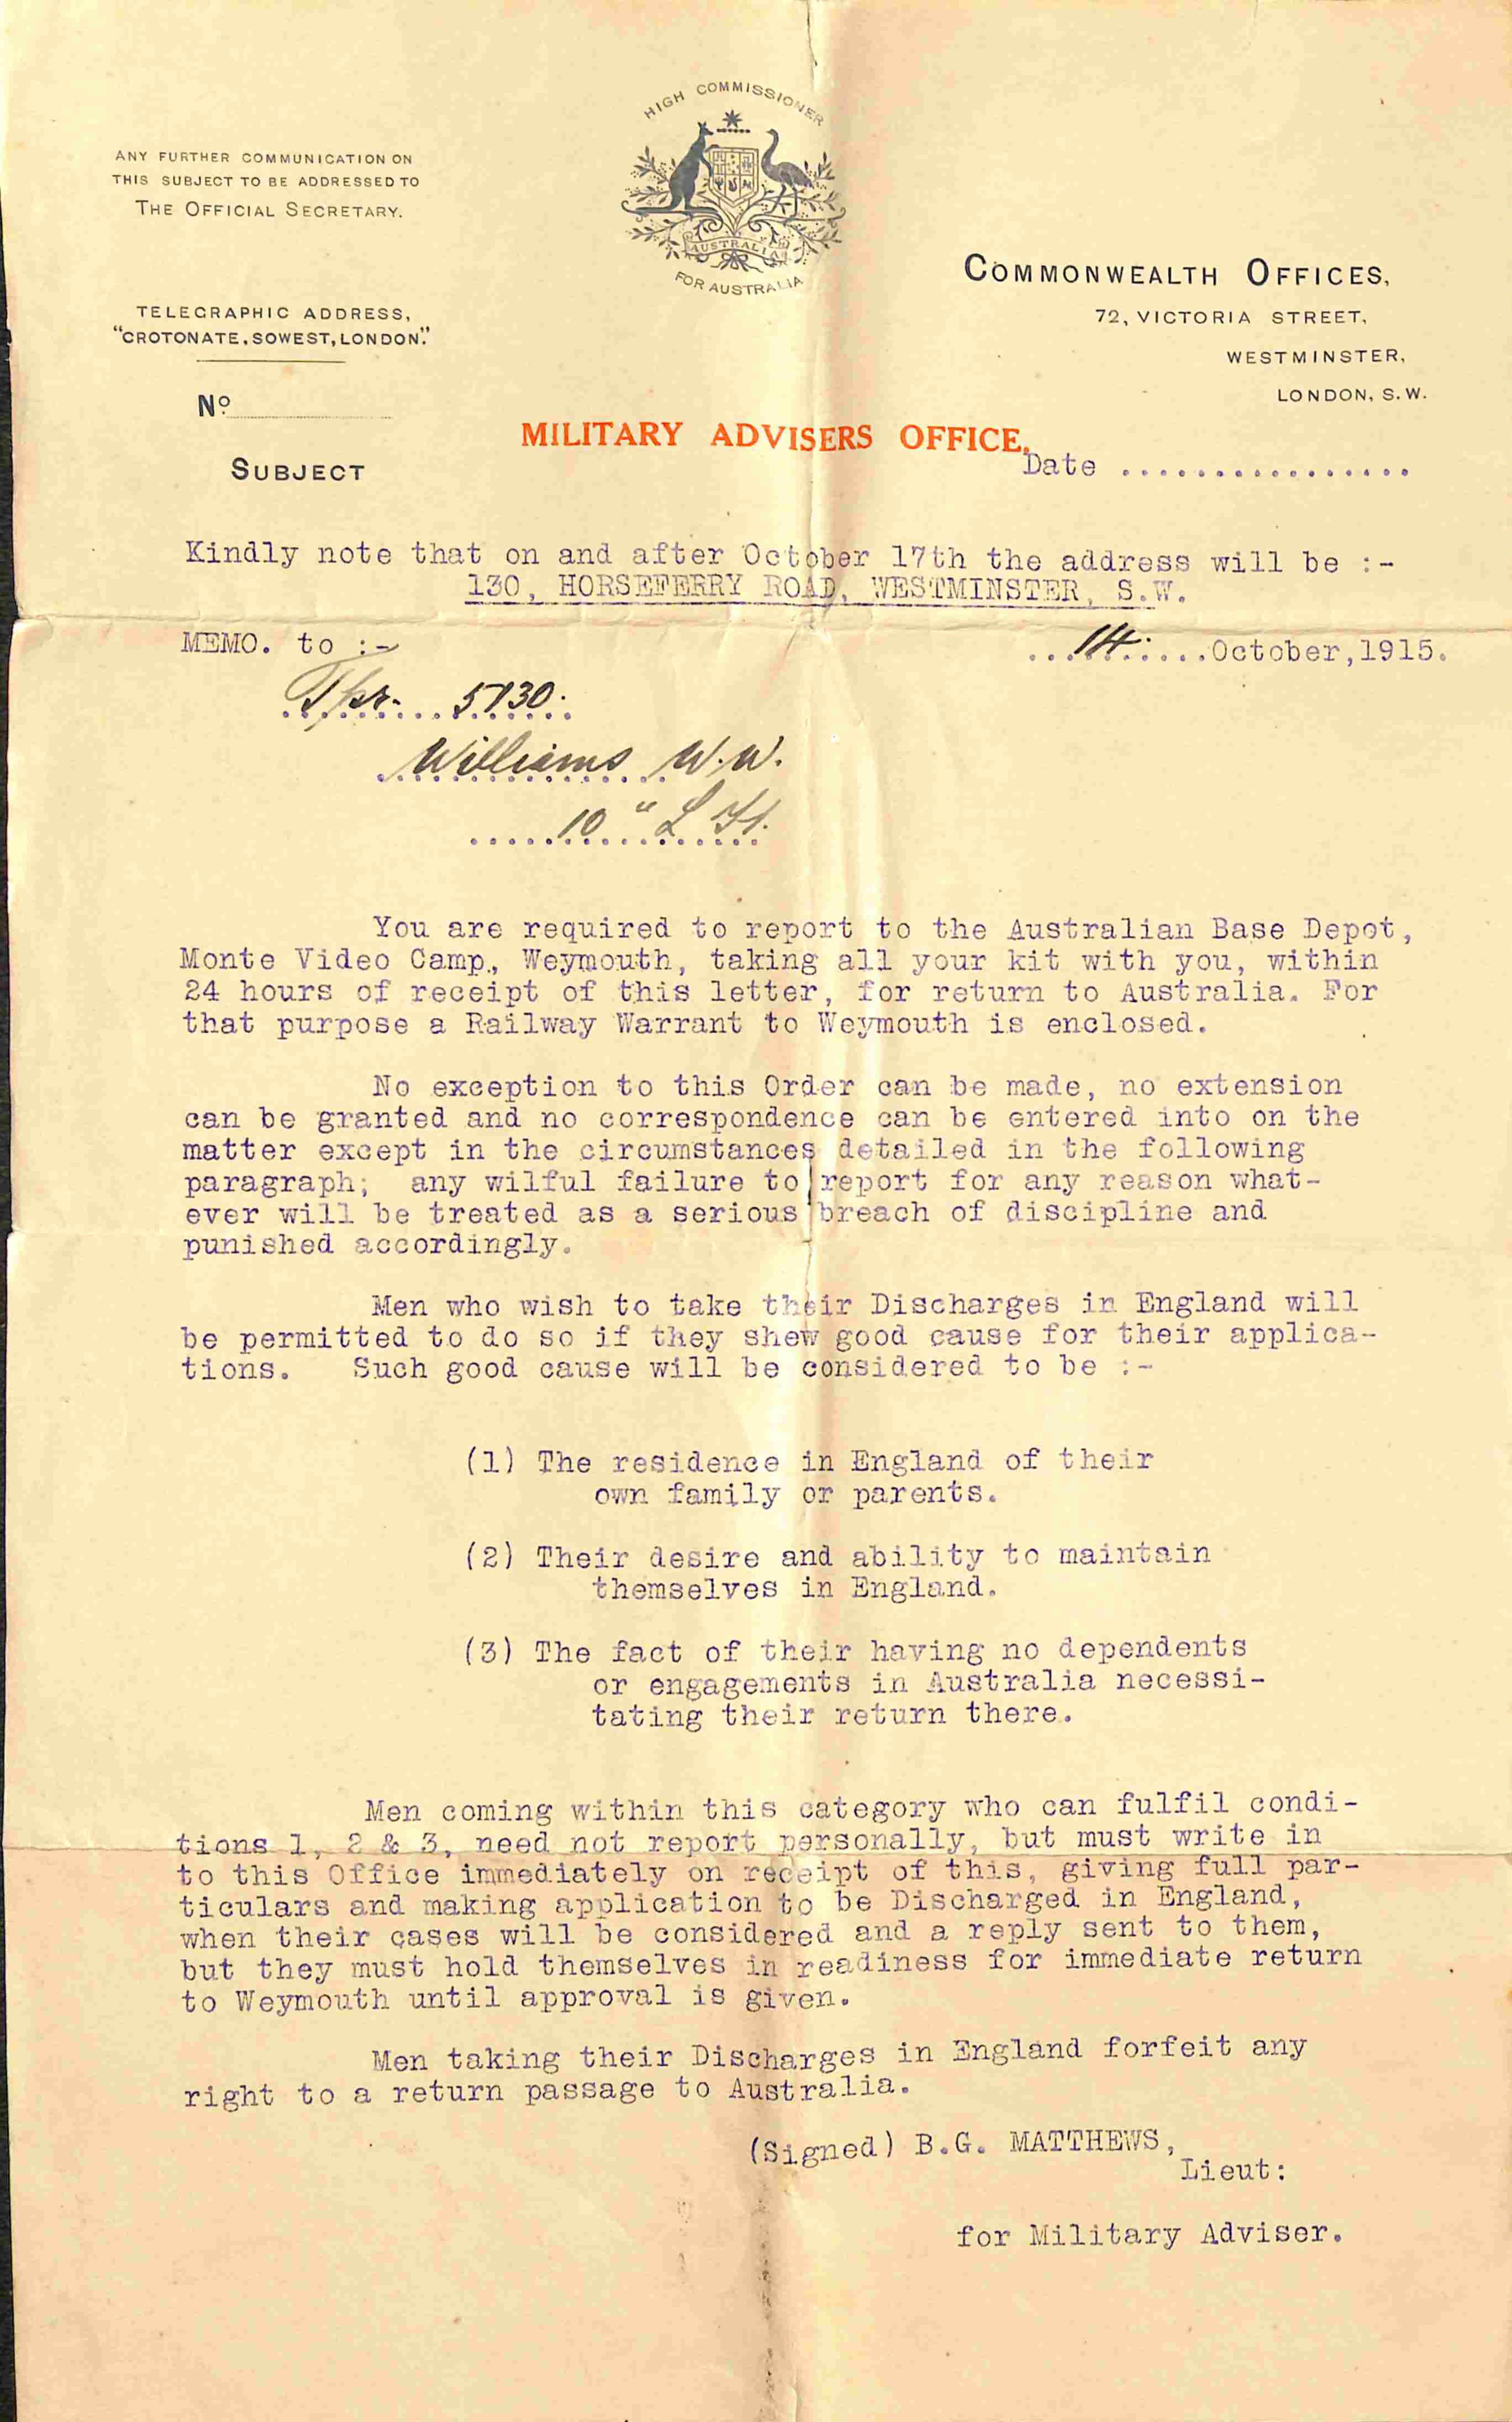 HIGH COMMISSIONER
AUSTRALIA
FOR AUSTRALIA
ANY FURTHER COMMUNICATION ON
THIS SUBJECT TO BE ADDRESSED TO
THE OFFICIAL SECRETARY.
TELEGRAPHIC ADDRESS,
"CROTONATE, SOWEST, LONDON."
No
SUBJECT
COMMONWEALTH OFFICES,
72, VICTORIA STREET,
WESTMINSTER,
LONDON, S.W.
MILITARY ADVISERS OFFICE.
Date ................
Kindly note that on and after October 17th the address will be :-
130, HORSEFERRY ROAD, WESTMINSTER, S.W.
MEMO. to :-
...14.....October,1915.
Tpr. 5730.
Williams W.W.
10" L H.
You are required to report to the Australian Base Depot,
Monte Video Camp, Weymouth, taking all your kit with you, within
24 hours of receipt of this letter, for return to Australia. For
that purpose a Railway Warrant to Weymouth is enclosed.
No exception to this Order can be made, no extension
can be granted and no correspondence can be entered into on the
matter except in the circumstances detailed in the following
paragraph; any wilful failure to report for any reason what-
ever will be treated as a serious breach of discipline and
punished accordingly.
Men who wish to take their Discharges in England will
be permitted to do so if they shew good cause for their applica-
tions. Such good cause will be considered to be :-
(1) The residence in England of their
own family or parents.
(2) Their desire and ability to maintain
themselves in England.
(3) The fact of their having no dependents
or engagements in Australia necessi-
tating their return there.
Men coming within this category who can fulfil condi-
tions 1, 2 & 3, need not report personally, but must write in
to this Office immediately on receipt of this, giving full par-
ticulars and making application to be Discharged in England,
when their cases will be considered and a reply sent to them,
but they must hold themselves in readiness for immediate return
to Weymouth until approval is given.
Men taking their Discharges in England forfeit any
right to a return passage to Australia.
(Signed) B.G. MATTHEWS,
Lieut:
for Military Adviser.